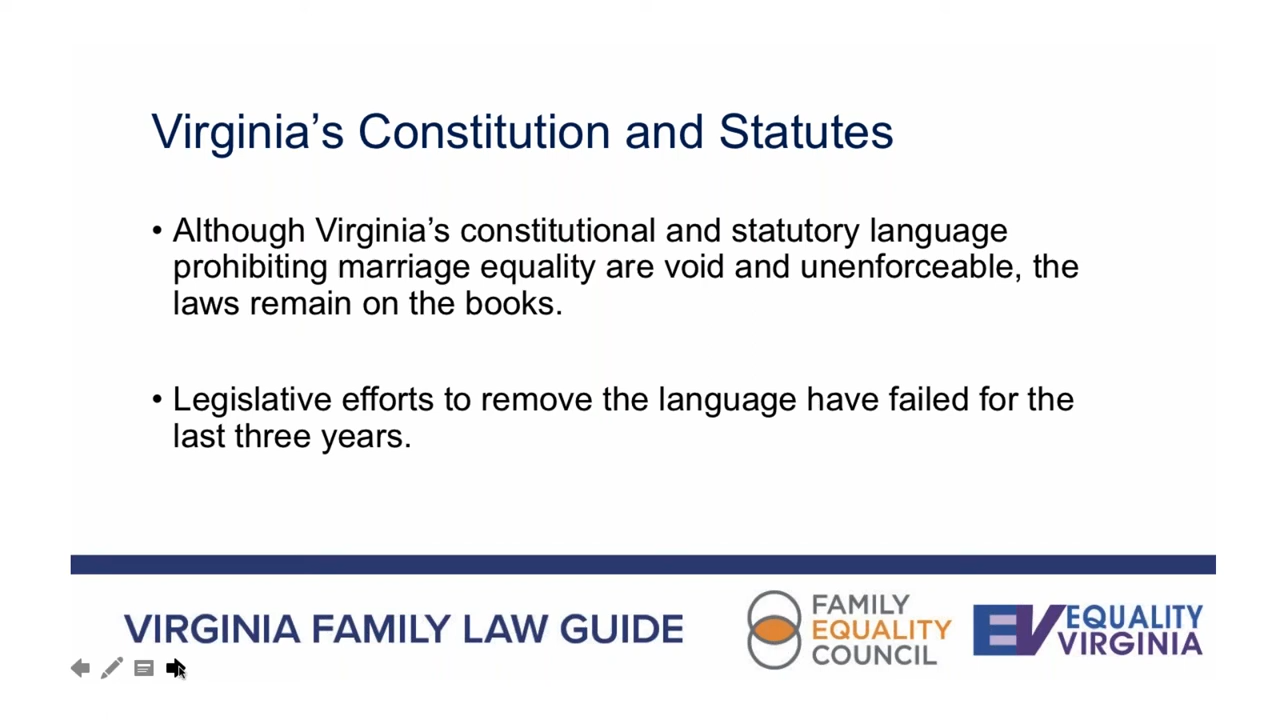 Virginia’s Constitution and Statutes
• Although Virginia’s constitutional and statutory language
prohibiting marriage equality are void and unenforceable, the
laws remain on the books.
• Legislative efforts to remove the language have failed for the
last three years.
VIRGINIA FAMILY LAW GUIDE
FAMILY
EQUALITY
COUNCIL
EV EQUALITY
VIRGINIA